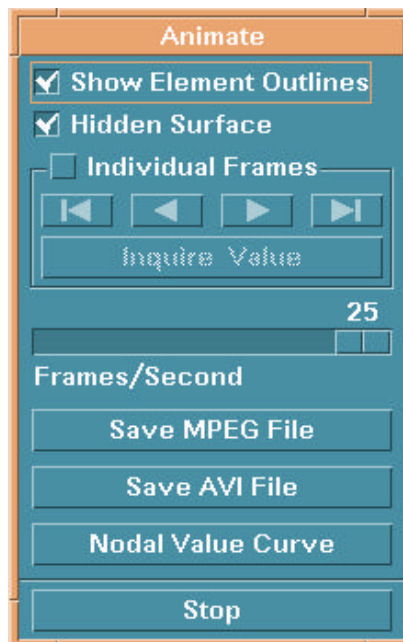 Animate
Show Element Outlines
Hidden Surface
Individual Frames
Inquire Value
25
Frames/Second
Save MPEG File
Save AVI File
Nodal Value Curve
Stop